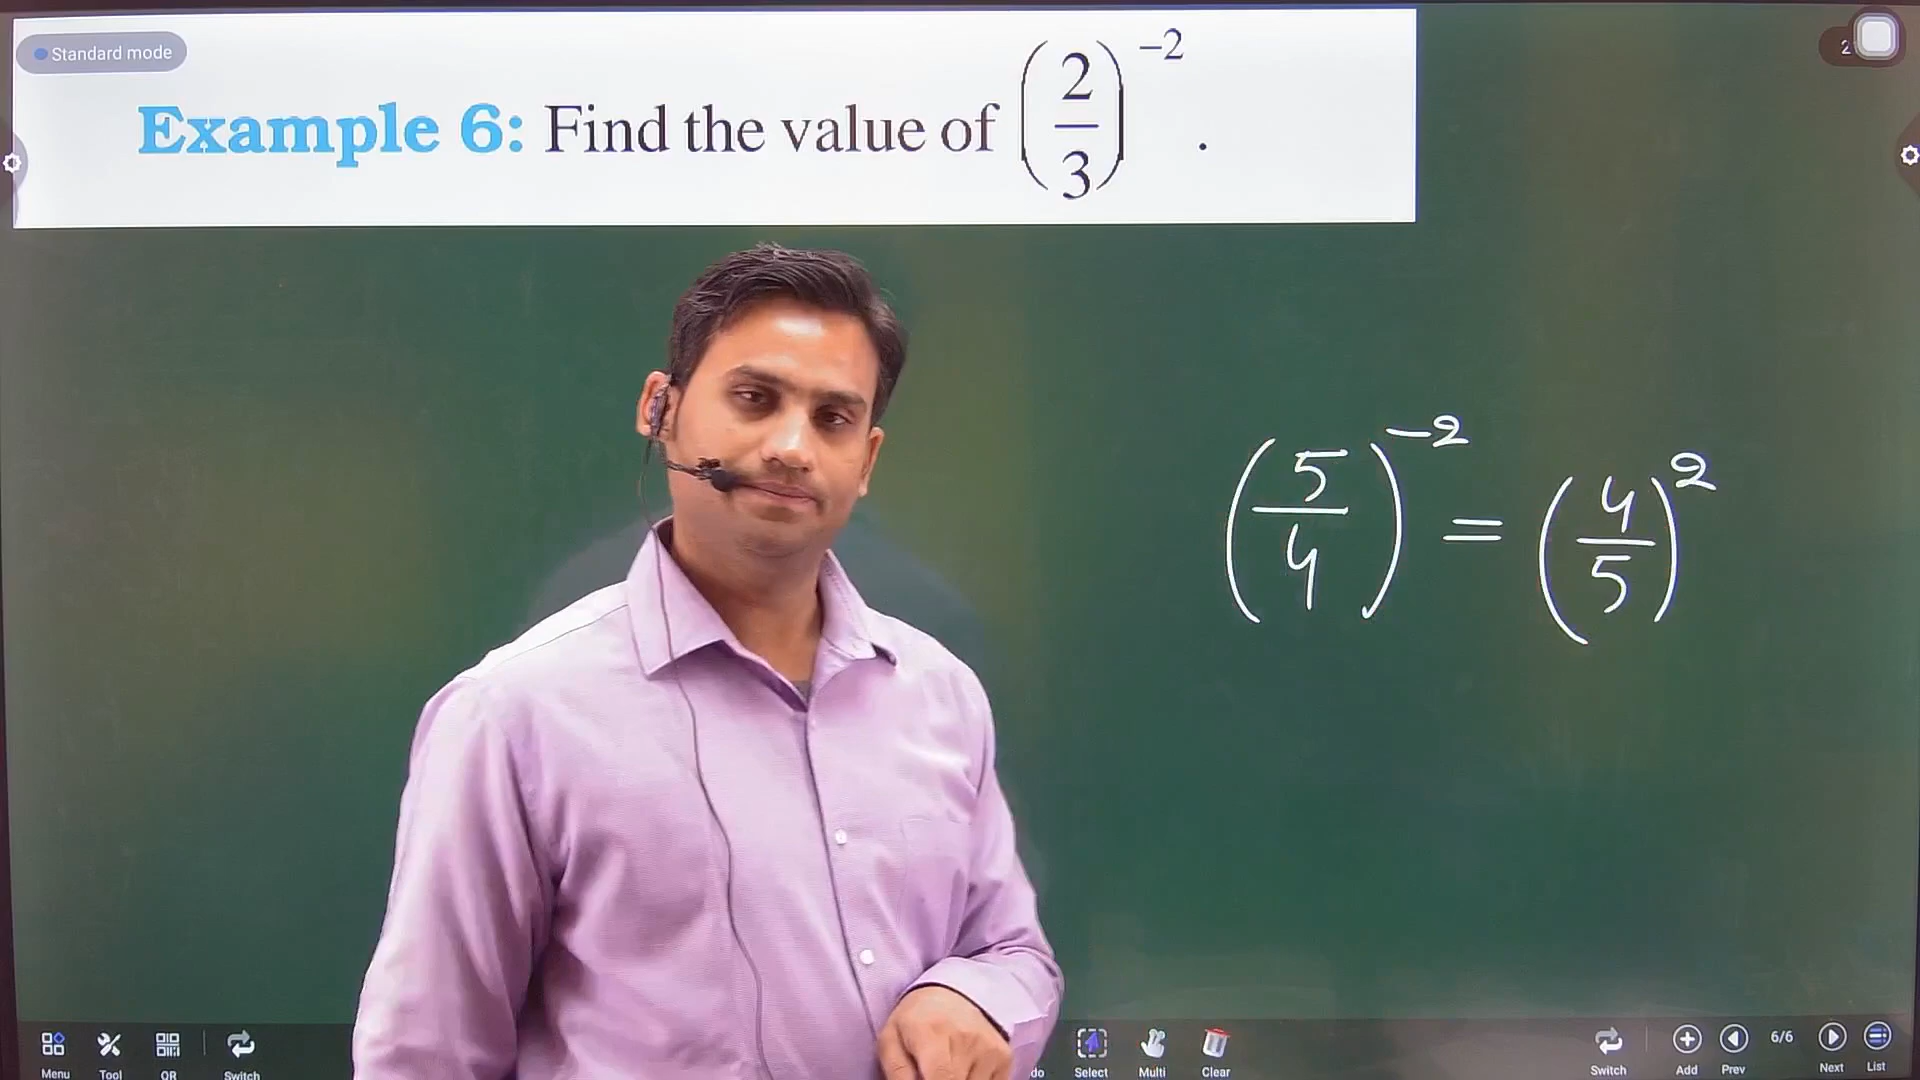 Standard mode
Example 6: Find the value of (2/3)^−2 .
(5/4)^−2 = (4/5)^2
Menu Tool QR Switch Select Multi Clear Switch Add Prev 6/6 Next List